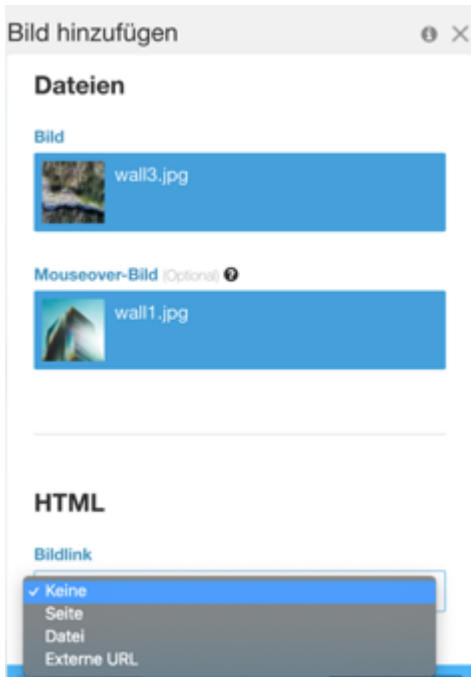 Bild hinzufügen
Dateien
Bild
wall3.jpg
Mouseover-Bild (Optional)
wall1.jpg
HTML
Bildlink
✓ Keine
Seite
Datei
Externe URL